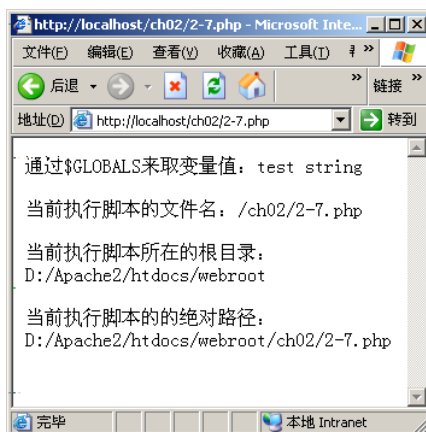 http://localhost/ch02/2-7.php - Microsoft Inte...
文件(F) 编辑(E) 查看(V) 收藏(A) 工具(T) »
后退 » 链接 »
地址(D) http://localhost/ch02/2-7.php 转到
通过$GLOBALS来取变量值：test string
当前执行脚本的文件名：/ch02/2-7.php
当前执行脚本所在的根目录：
D:/Apache2/htdocs/webroot
当前执行脚本的的绝对路径：
D:/Apache2/htdocs/webroot/ch02/2-7.php
完毕 本地 Intranet